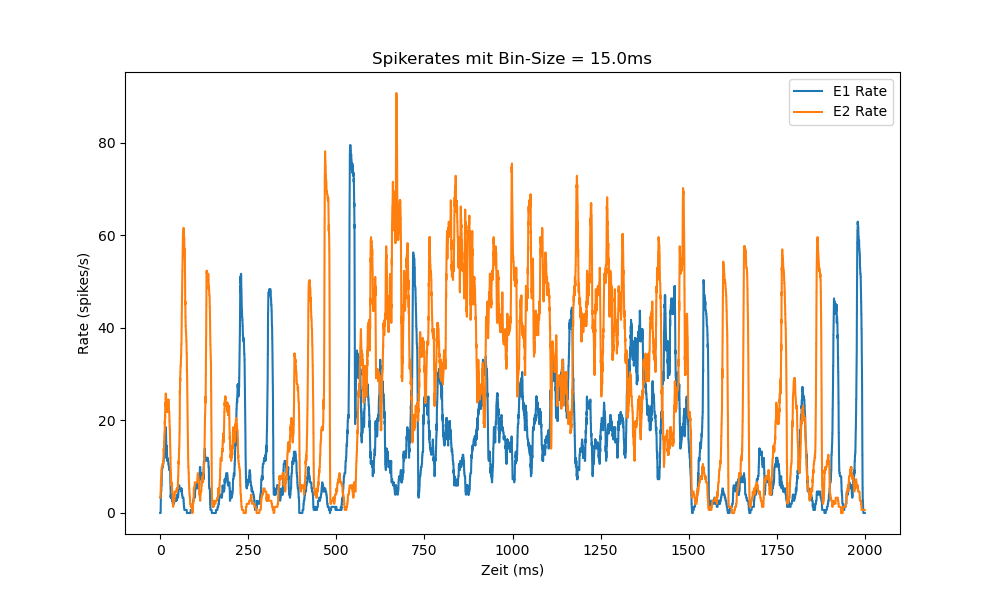 Spikerates mit Bin-Size = 15.0ms
E1 Rate
E2 Rate
80
60
40
20
0
Rate (spikes/s)
0 250 500 750 1000 1250 1500 1750 2000
Zeit (ms)